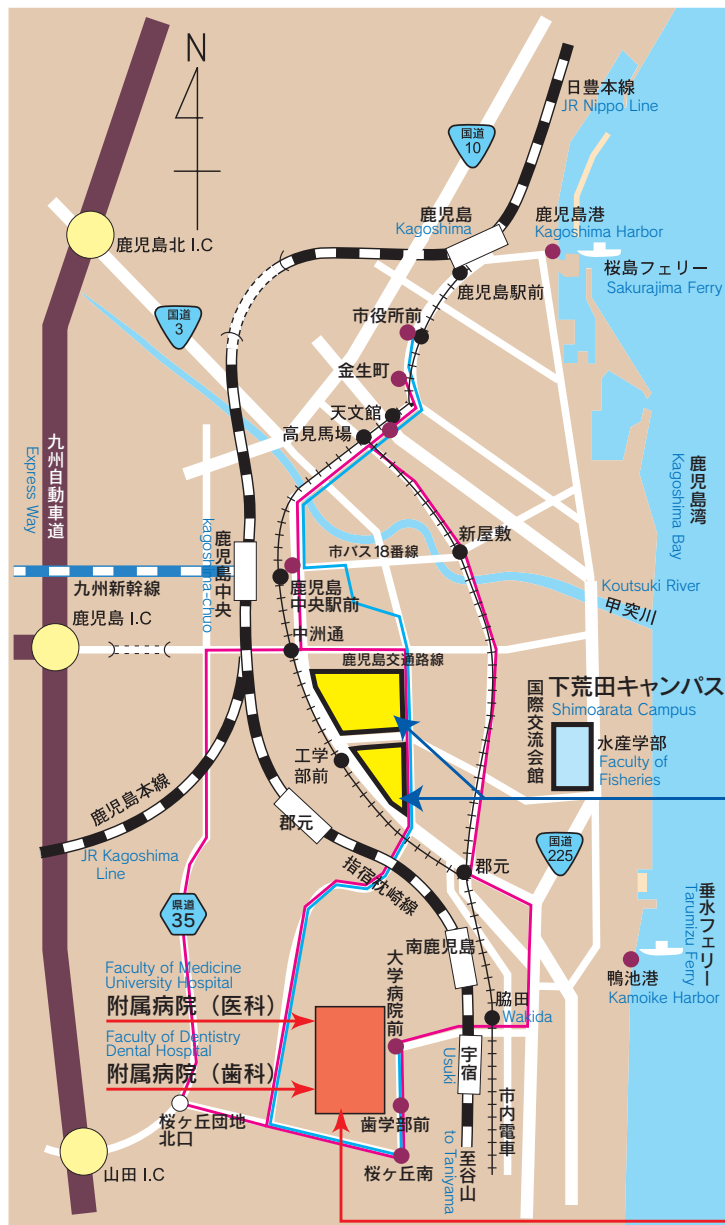 N
日豊本線
JR Nippo Line
国道
10
鹿児島
Kagoshima
鹿児島港
Kagoshima Harbor
鹿児島北 I.C
桜島フェリー
Sakurajima Ferry
鹿児島駅前
国道
3
市役所前
金生町
天文館
高見馬場
九州自動車道
Express Way
鹿児島湾
Kagoshima Bay
鹿児島中央
kagoshima-chuo
新屋敷
市バス18番線
九州新幹線
鹿児島
中央駅前
Koutsuki River
甲突川
鹿児島 I.C
中洲通
鹿児島交通路線
国際交流会館
下荒田キャンパス
Shimoarata Campus
水産学部
Faculty of
Fisheries
工学
部前
鹿児島本線
JR Kagoshima
Line
郡元
国道
225
郡元
指宿枕崎線
県道
35
南鹿児島
垂水フェリー
Tarumizu Ferry
鴨池港
Kamoike Harbor
大学病院前
Faculty of Medicine
University Hospital
附属病院（医科）
Faculty of Dentistry
Dental Hospital
附属病院（歯科）
脇田
Wakida
宇宿
Usuki
市内電車
桜ヶ丘団地
北口
歯学部前
桜ヶ丘南
至谷山
to Taniyama
山田 I.C